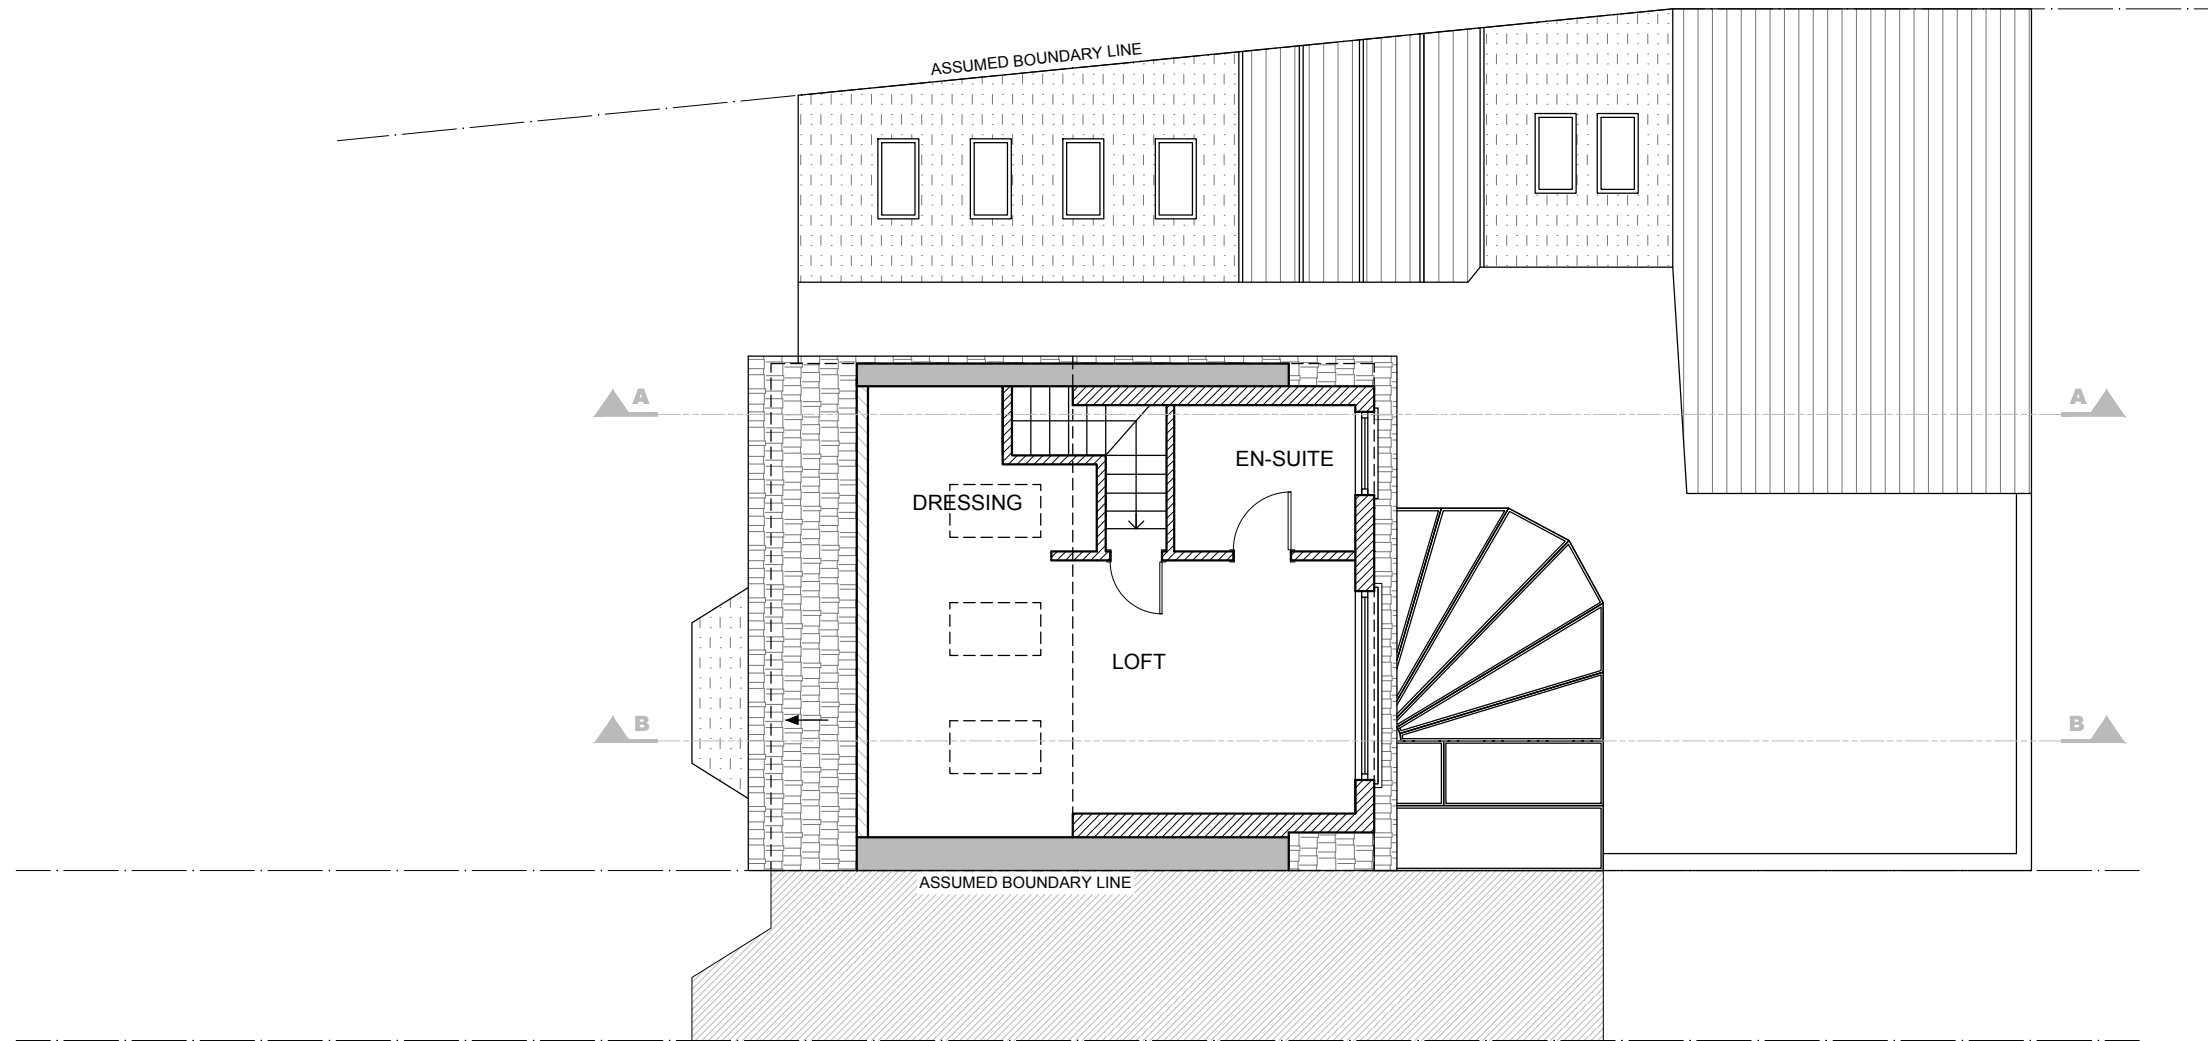 ASSUMED BOUNDARY LINE
A
A
EN-SUITE
DRESSING
LOFT
B
B
ASSUMED BOUNDARY LINE